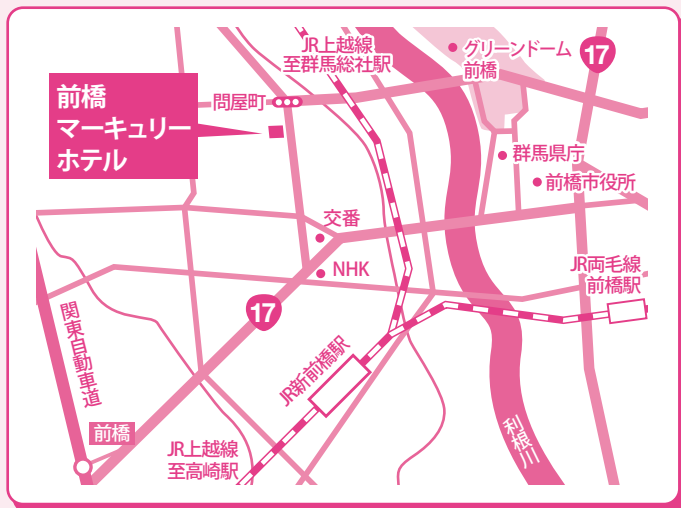 JR上越線
至群馬総社駅
グリーンドーム
前橋
17
前橋
マーキュリー
ホテル
問屋町
群馬県庁
前橋市役所
交番
NHK
JR両毛線
前橋駅
17
関東自動車道
JR新前橋駅
前橋
JR上越線
至高崎駅
利根川